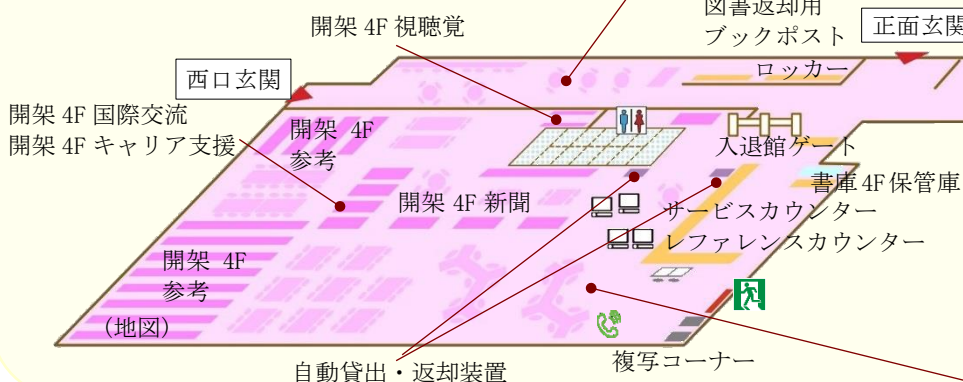 開架 4F 視聴覚
図書返却用
ブックポスト
正面玄関
ロッカー
西口玄関
開架 4F 国際交流
開架 4F キャリア支援
開架 4F
参考
入退館ゲート
書庫 4F 保管庫
開架 4F 新聞
サービスカウンター
レファレンスカウンター
開架 4F
参考
(地図)
自動貸出・返却装置
複写コーナー